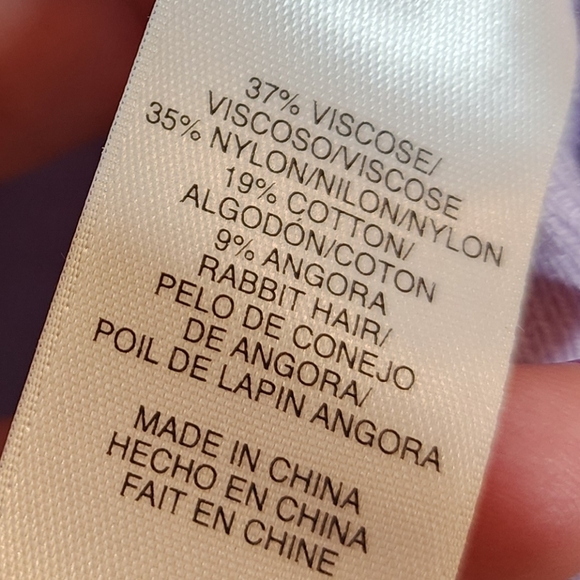 37% VISCOSE/
VISCOSO/VISCOSE
35% NYLON/NILON/NYLON
19% COTTON/
ALGODÓN/COTON
9% ANGORA
RABBIT HAIR/
PELO DE CONEJO
DE ANGORA/
POIL DE LAPIN ANGORA
MADE IN CHINA
HECHO EN CHINA
FAIT EN CHINE